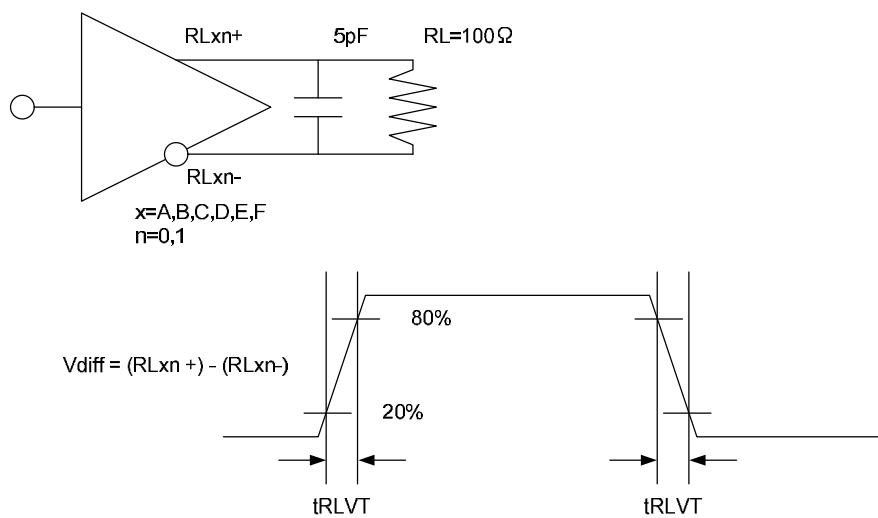 RLxn+
5pF
RL=100Ω
RLxn-
x=A,B,C,D,E,F
n=0,1
80%
Vdiff = (RLxn +) - (RLxn-)
20%
tRLVT
tRLVT